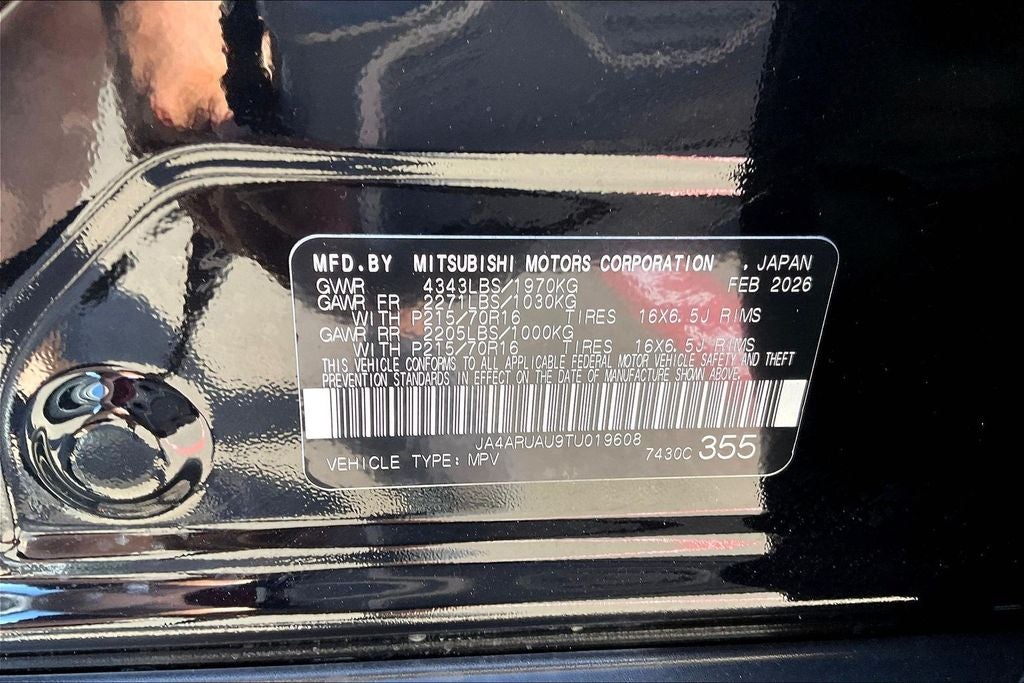 MFD.BY MITSUBISHI MOTORS CORPORATION , JAPAN
GVWR 4343LBS/1970KG FEB 2026
GAWR FR 2271LBS/1030KG
WITH P215/70R16 TIRES 16X6.5J RIMS
GAWR RR 2205LBS/1000KG
WITH P215/70R16 TIRES 16X6.5J RIMS
THIS VEHICLE CONFORMS TO ALL APPLICABLE FEDERAL MOTOR VEHICLE SAFETY AND THEFT
PREVENTION STANDARDS IN EFFECT ON THE DATE OF MANUFACTURE SHOWN ABOVE.
JA4ARUAU9TU019608
VEHICLE TYPE: MPV 7430C 355